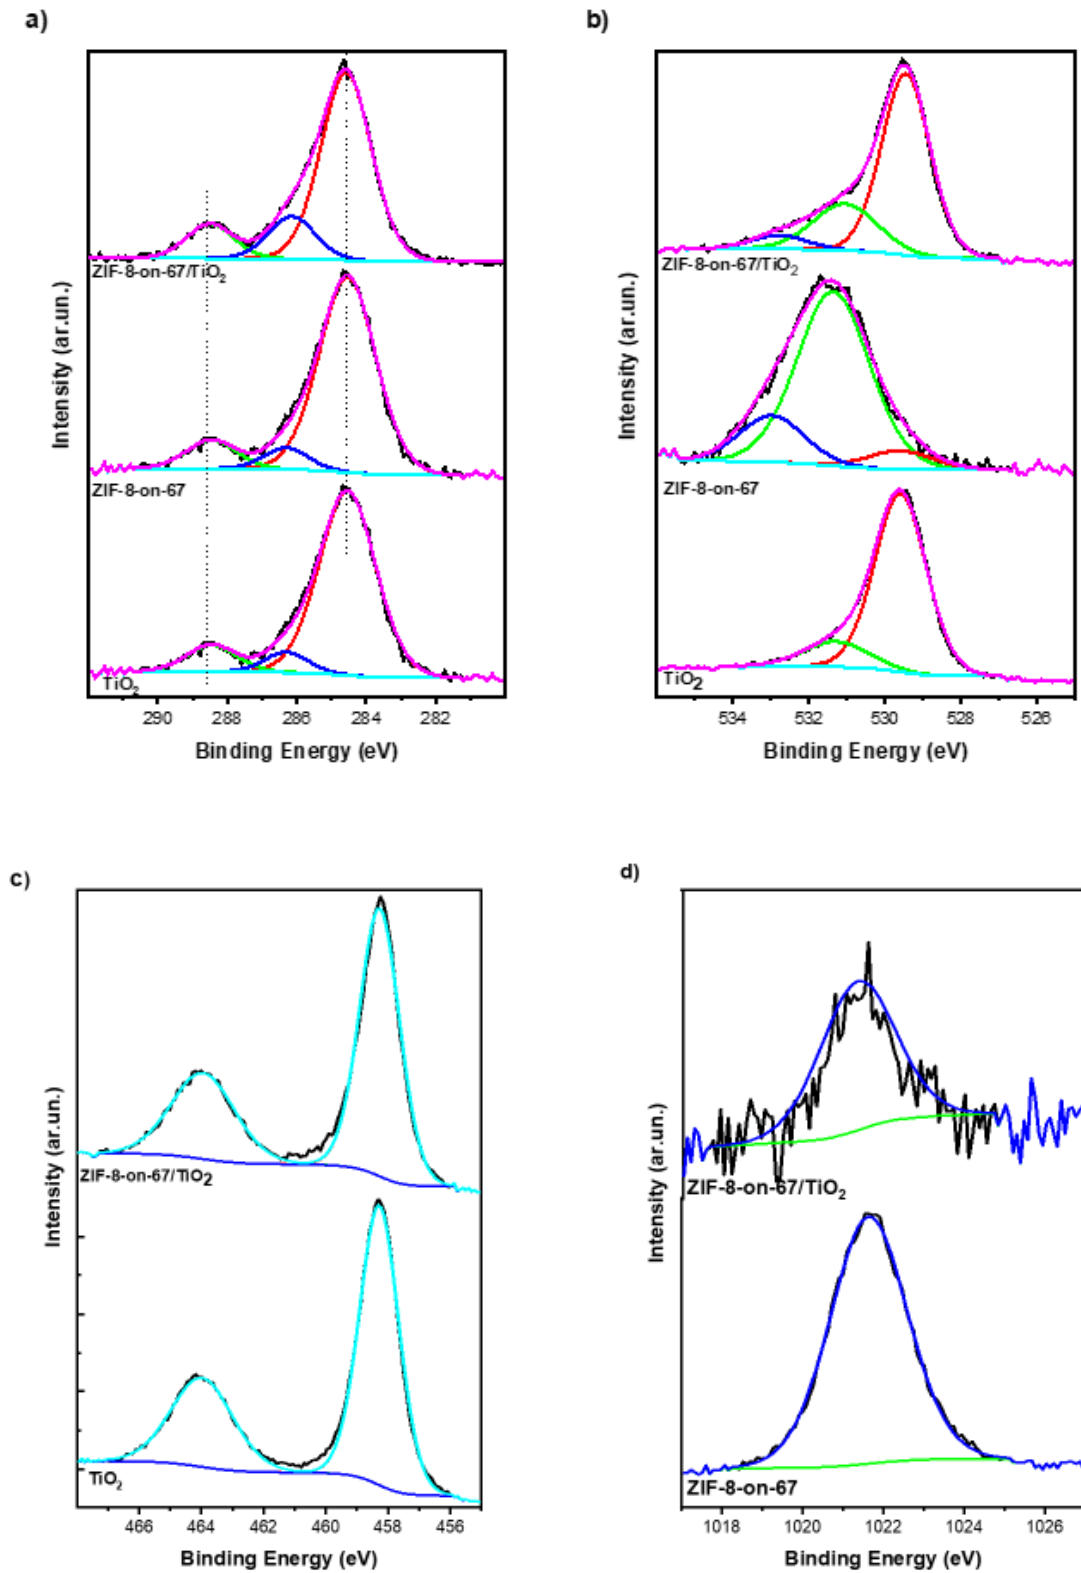 a)
Intensity (ar.un.)
ZIF-8-on-67/TiO₂
ZIF-8-on-67
TiO₂
290 288 286 284 282
Binding Energy (eV)
b)
Intensity (ar.un.)
ZIF-8-on-67/TiO₂
ZIF-8-on-67
TiO2
534 532 530 528 526
Binding Energy (eV)
c)
Intensity (ar.un.)
ZIF-8-on-67/TiO2
TiO₂
466 464 462 460 458 456
Binding Energy (eV)
d)
Intensity (ar.un.)
ZIF-8-on-67/TiO₂
ZIF-8-on-67
1018 1020 1022 1024 1026
Binding Energy (eV)